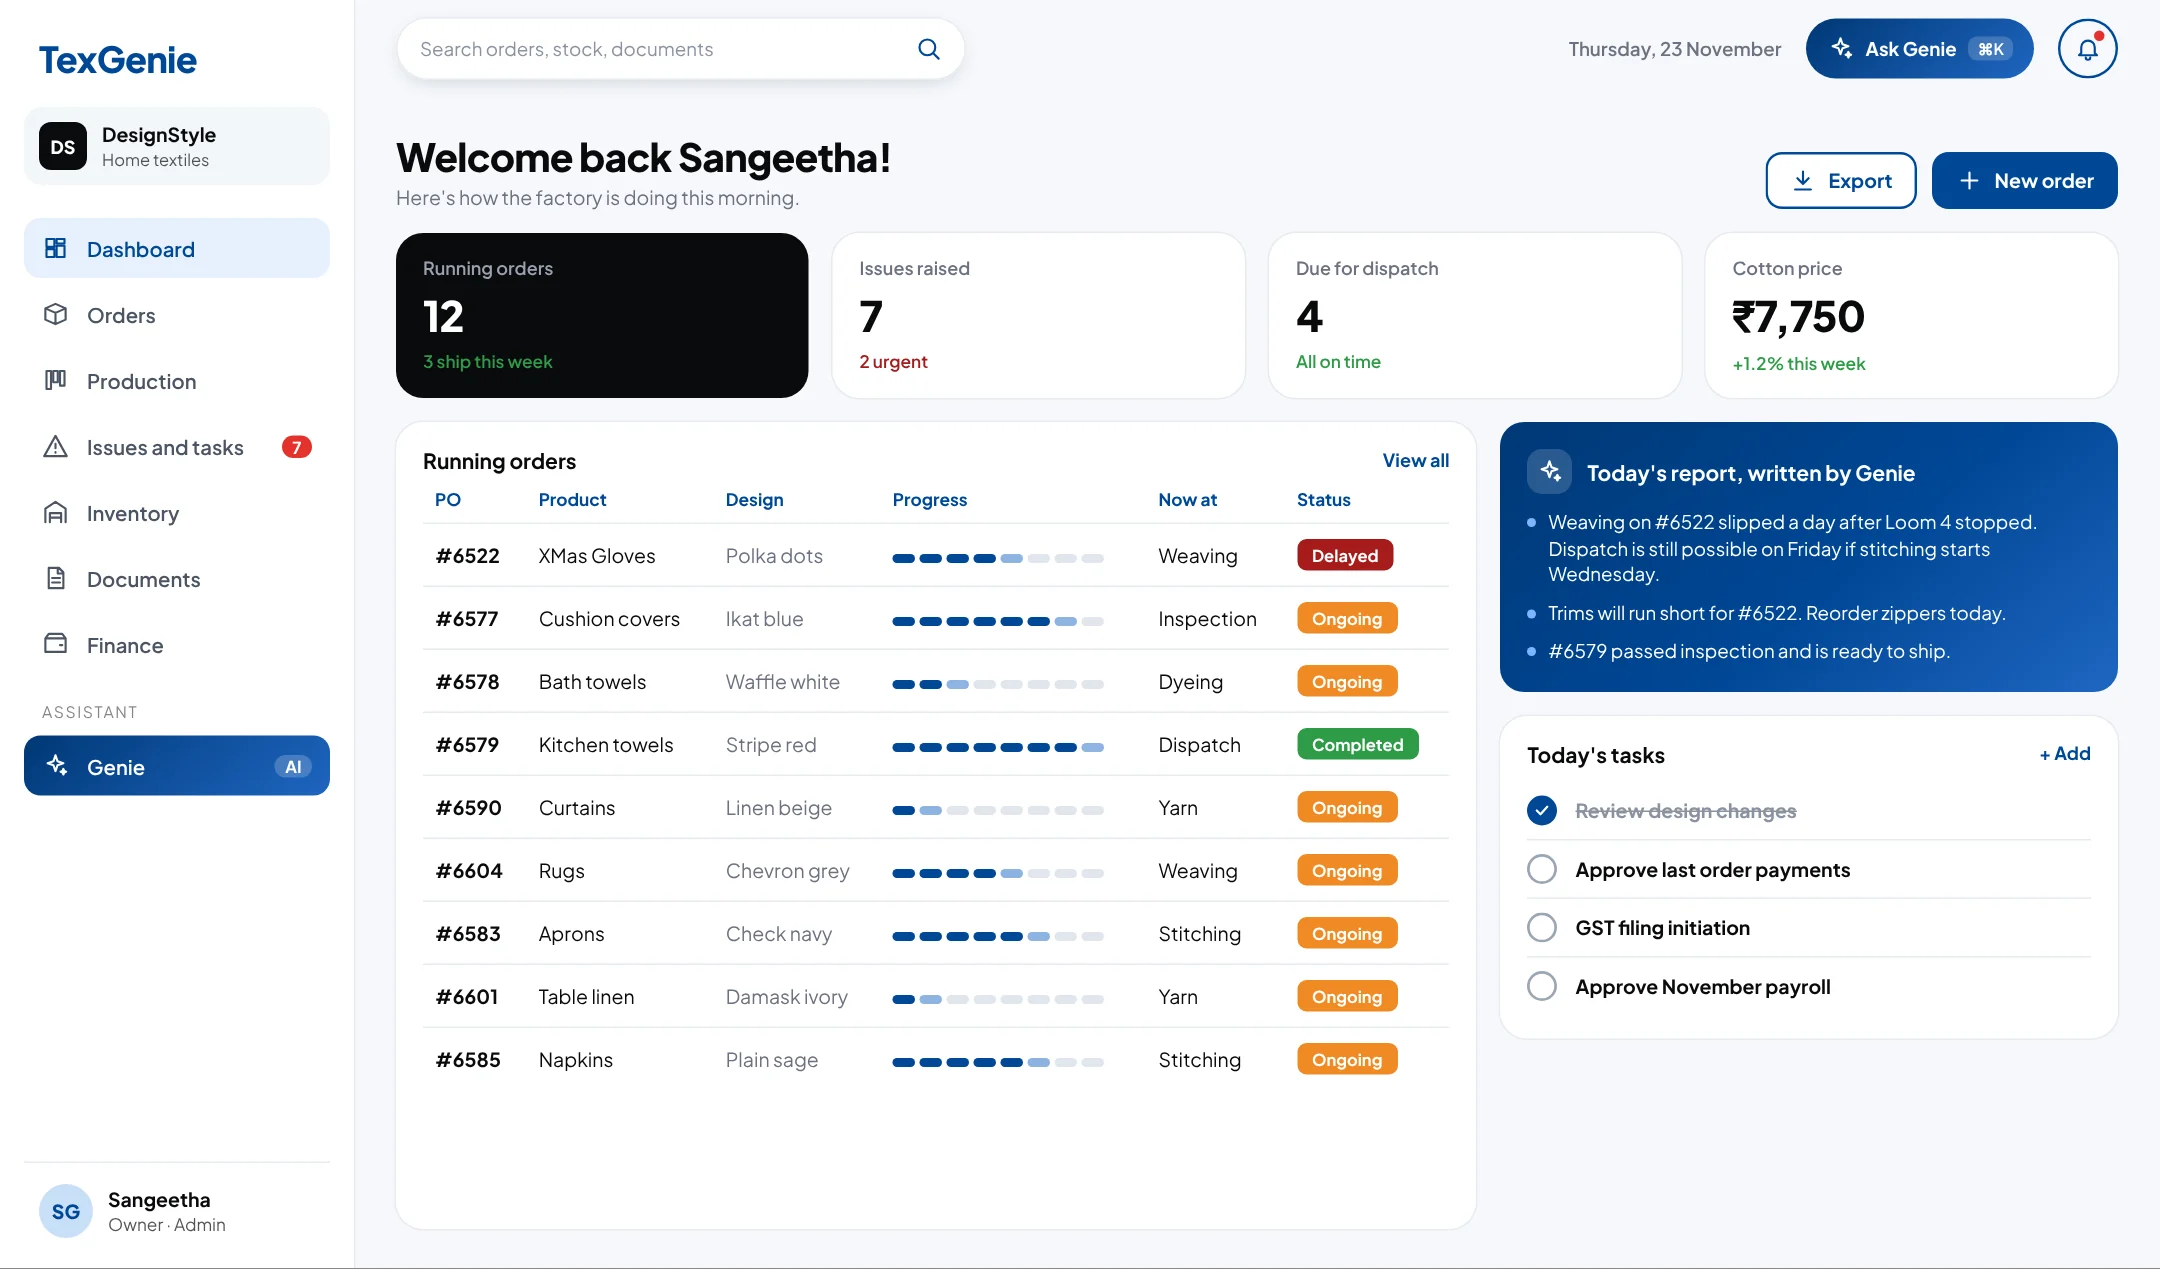 TexGenie
DS
DesignStyle
Home textiles
Dashboard
Orders
Production
Issues and tasks 7
Inventory
Documents
Finance
ASSISTANT
Genie AI
SG
Sangeetha
Owner · Admin
Search orders, stock, documents
Thursday, 23 November
Ask Genie ⌘K
Welcome back Sangeetha!
Here's how the factory is doing this morning.
Export
New order
Running orders
12
3 ship this week
Issues raised
7
2 urgent
Due for dispatch
4
All on time
Cotton price
₹7,750
+1.2% this week
Running orders View all
PO Product Design Progress Now at Status
#6522 XMas Gloves Polka dots Weaving Delayed
#6577 Cushion covers Ikat blue Inspection Ongoing
#6578 Bath towels Waffle white Dyeing Ongoing
#6579 Kitchen towels Stripe red Dispatch Completed
#6590 Curtains Linen beige Yarn Ongoing
#6604 Rugs Chevron grey Weaving Ongoing
#6583 Aprons Check navy Stitching Ongoing
#6601 Table linen Damask ivory Yarn Ongoing
#6585 Napkins Plain sage Stitching Ongoing
Today's report, written by Genie
Weaving on #6522 slipped a day after Loom 4 stopped.
Dispatch is still possible on Friday if stitching starts
Wednesday.
Trims will run short for #6522. Reorder zippers today.
#6579 passed inspection and is ready to ship.
Today's tasks + Add
Review design changes
Approve last order payments
GST filing initiation
Approve November payroll